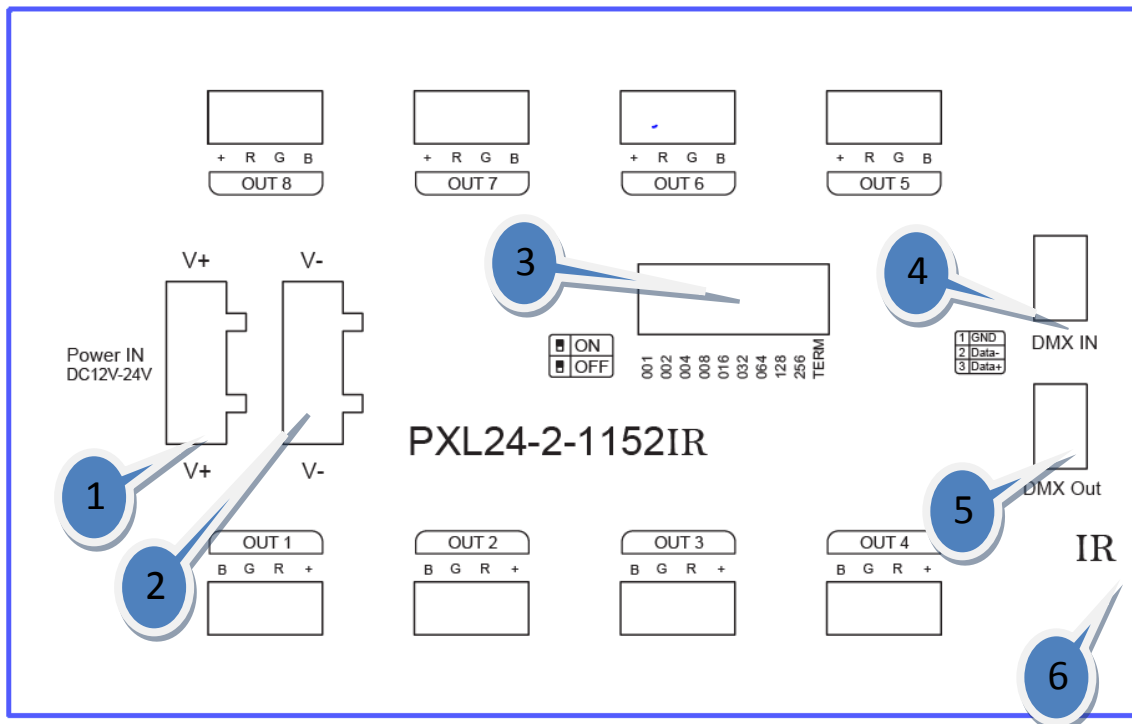 + R G B + R G B + R G B + R G B
OUT 8 OUT 7 OUT 6 OUT 5
V+ V-
3
4
Power IN
DC12V-24V
ON
OFF
001 002 004 008 016 032 064 128 256 TERM
1 GND
2 Data-
3 Data+
DMX IN
PXL24-2-1152IR
V+ V-
1
2
DMX Out
5
OUT 1 OUT 2 OUT 3 OUT 4
B G R + B G R + B G R + B G R +
IR
6